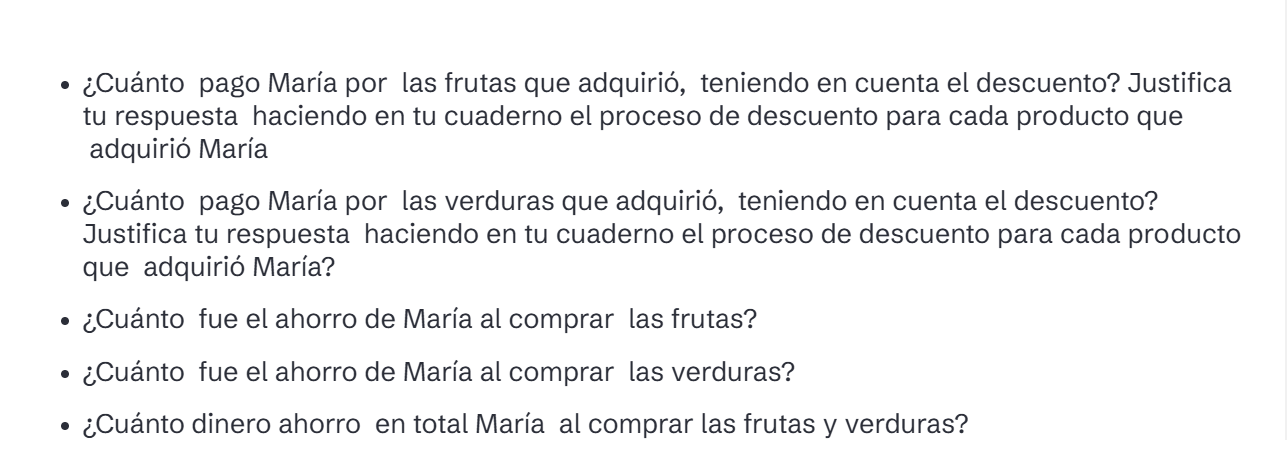 • ¿Cuánto  pago María por  las frutas que adquirió,  teniendo en cuenta el descuento? Justifica
tu respuesta  haciendo en tu cuaderno el proceso de descuento para cada producto que
adquirió María
• ¿Cuánto  pago María por  las verduras que adquirió,  teniendo en cuenta el descuento?
Justifica tu respuesta  haciendo en tu cuaderno el proceso de descuento para cada producto
que  adquirió María?
• ¿Cuánto  fue el ahorro de María al comprar  las frutas?
• ¿Cuánto  fue el ahorro de María al comprar  las verduras?
• ¿Cuánto dinero ahorro  en total María  al comprar las frutas y verduras?